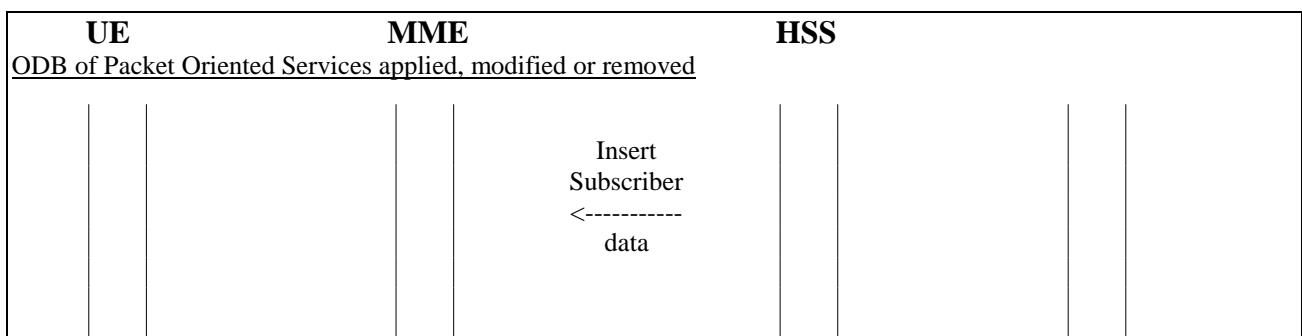 UE MME HSS
ODB of Packet Oriented Services applied, modified or removed
Insert
Subscriber
<-----------
data